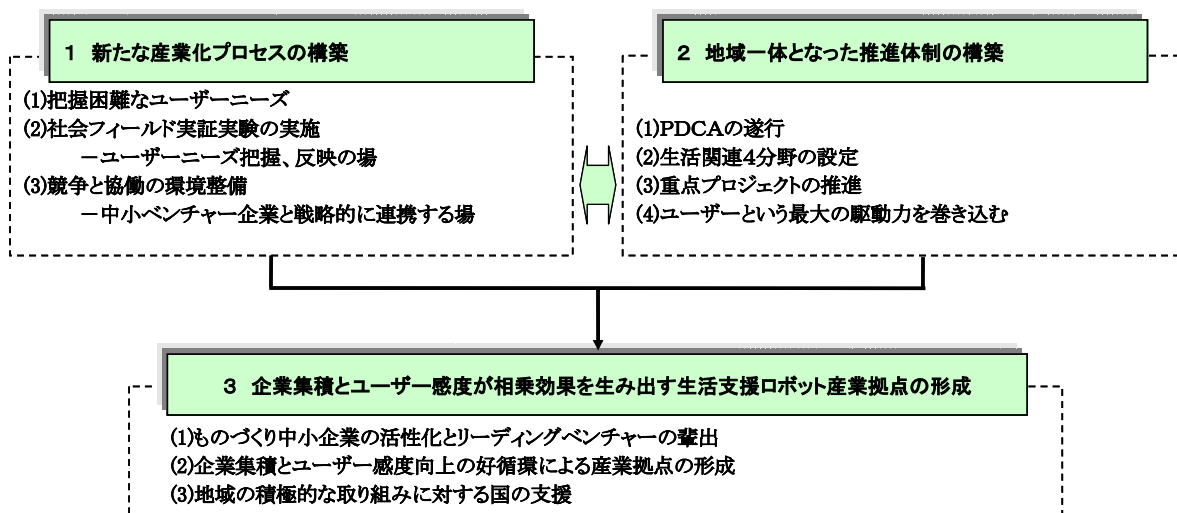 1 新たな産業化プロセスの構築
(1)把握困難なユーザーニーズ
(2)社会フィールド実証実験の実施
－ユーザーニーズ把握、反映の場
(3)競争と協働の環境整備
－中小ベンチャー企業と戦略的に連携する場
2 地域一体となった推進体制の構築
(1)PDCAの遂行
(2)生活関連4分野の設定
(3)重点プロジェクトの推進
(4)ユーザーという最大の駆動力を巻き込む
3 企業集積とユーザー感度が相乗効果を生み出す生活支援ロボット産業拠点の形成
(1)ものづくり中小企業の活性化とリーディングベンチャーの輩出
(2)企業集積とユーザー感度向上の好循環による産業拠点の形成
(3)地域の積極的な取り組みに対する国の支援